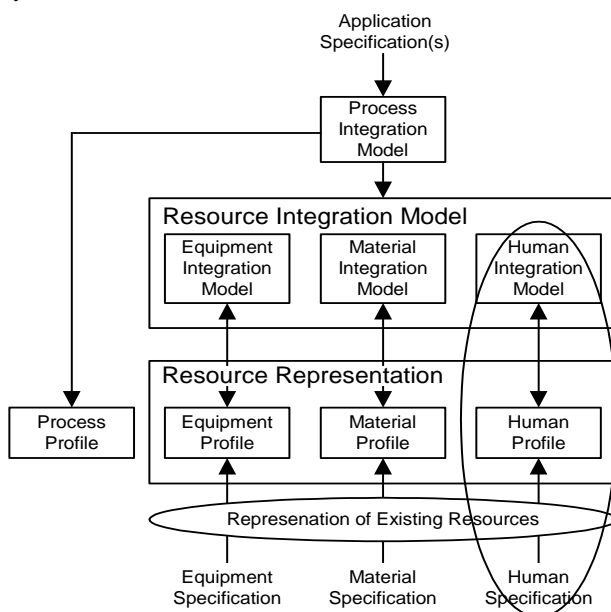 Application
Specification(s)
Process
Integration
Model
Resource Integration Model
Equipment
Integration
Model
Material
Integration
Model
Human
Integration
Model
Resource Representation
Process
Profile
Equipment
Profile
Material
Profile
Human
Profile
Represenation of Existing Resources
Equipment
Specification
Material
Specification
Human
Specification